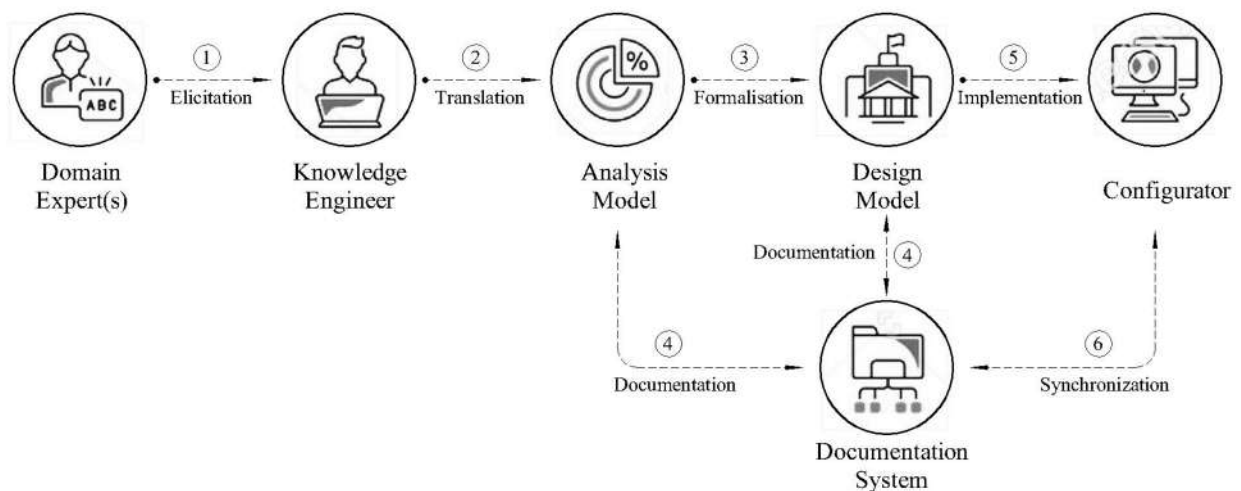 1
Elicitation
ABC
Domain
Expert(s)
2
Translation
Knowledge
Engineer
%
3
Formalisation
Analysis
Model
5
Implementation
Design
Model
Configurator
Documentation
4
4
Documentation
6
Synchronization
Documentation
System